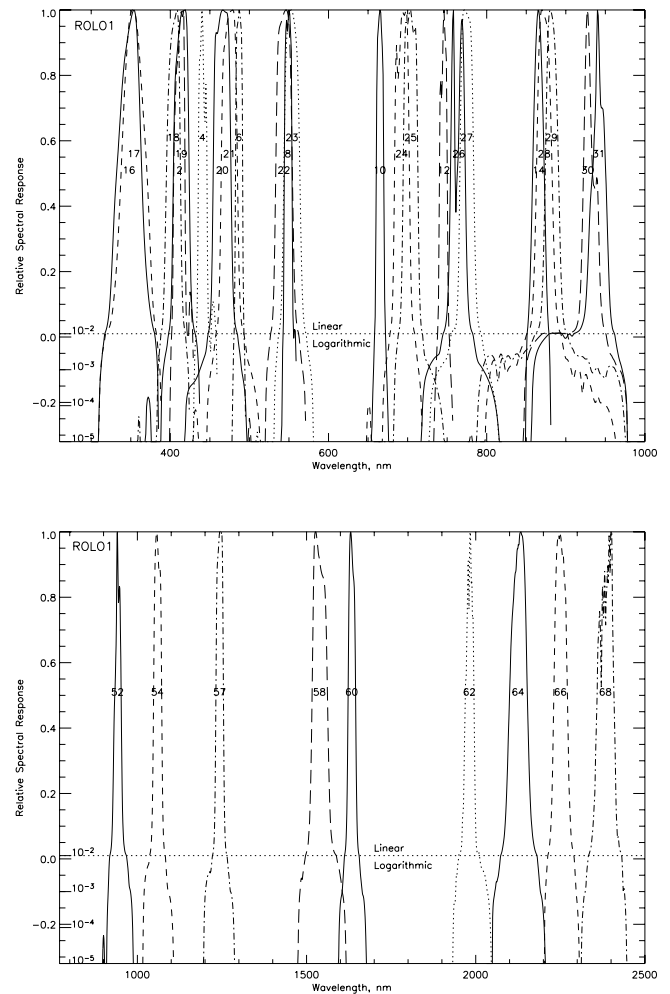 ROLO1
1.0
0.8
0.6
0.4
0.2
0.0
−0.2
10-2
10-3
10-4
10-5
Relative Spectral Response
18 4 6 23 25 27 29
17 19 21 8 24 26 28 31
16 2 20 22 10 12 14 30
Linear
Logarithmic
400 600 800 1000
Wavelength, nm
ROLO1
1.0
0.8
0.6
0.4
0.2
0.0
−0.2
10-2
10-3
10-4
10-5
Relative Spectral Response
52 54 57 58 60 62 64 66 68
Linear
Logarithmic
1000 1500 2000 2500
Wavelength, nm